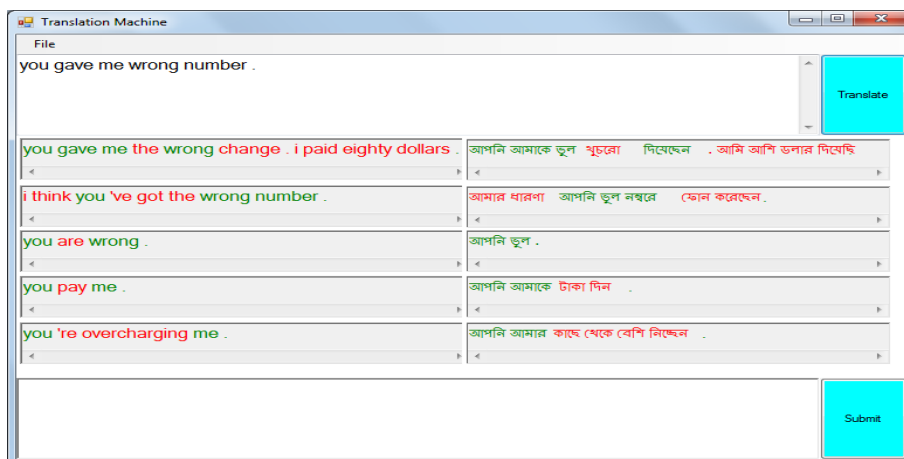 Translation Machine
File
you gave me wrong number .
Translate
you gave me the wrong change . i paid eighty dollars . আপনি আমাকে ভুল খুচরো দিয়েছেন . আমি আশি ডলার দিয়েছি
i think you 've got the wrong number . আমার ধারণা আপনি ভুল নম্বরে ফোন করেছেন .
you are wrong . আপনি ভুল .
you pay me . আপনি আমাকে টাকা দিন .
you 're overcharging me . আপনি আমার কাছে থেকে বেশি নিচ্ছেন .
Submit